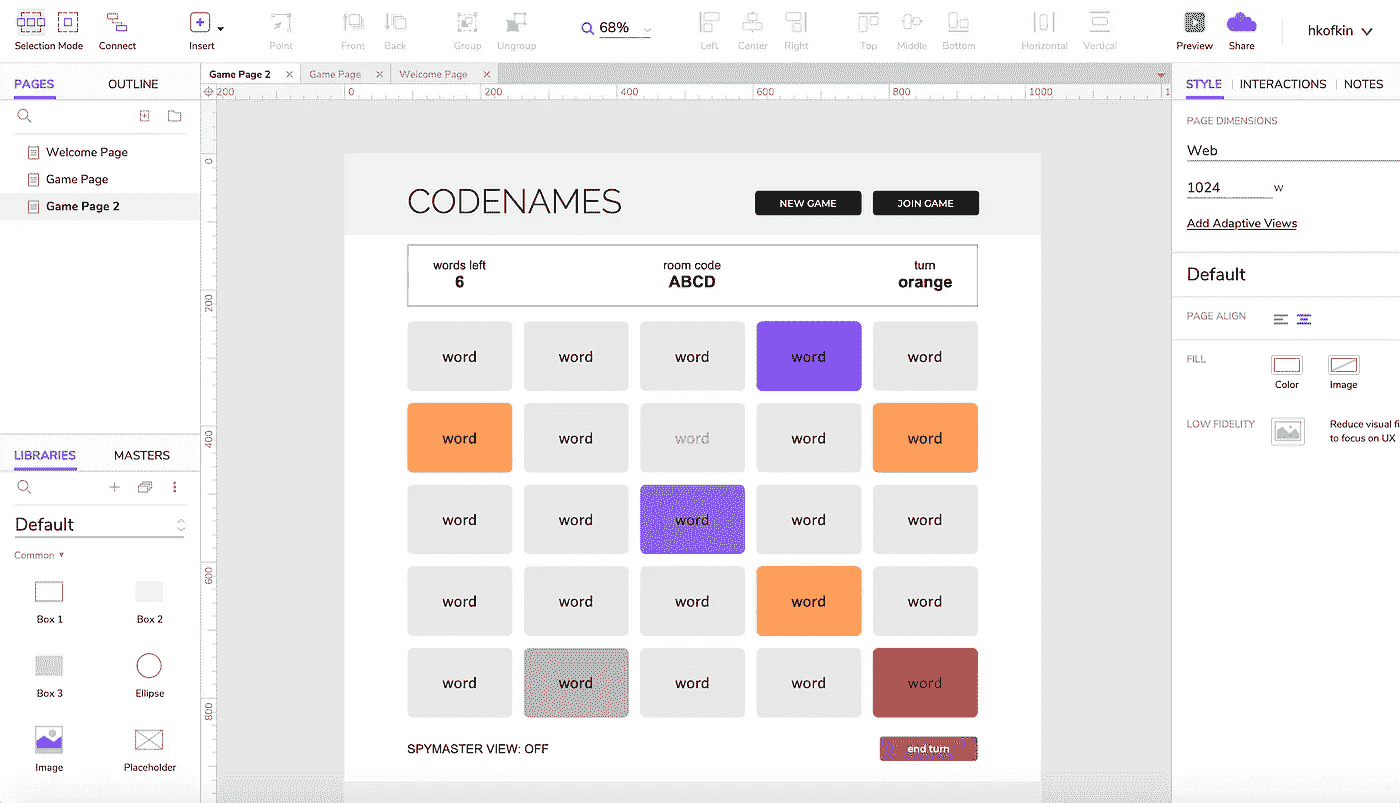 Selection Mode Connect Insert Point Front Back Group Ungroup 68% Left Center Right Top Middle Bottom Horizontal Vertical Preview Share hkofkin
PAGES OUTLINE
Welcome Page
Game Page
Game Page 2
LIBRARIES MASTERS
Default
Common
Box 1 Box 2
Box 3 Ellipse
Image Placeholder
Game Page 2 Game Page Welcome Page
200 0 200 400 600 800 1000 1
0
200
400
600
800
CODENAMES NEW GAME JOIN GAME
words left room code turn
6 ABCD orange
word word word word word
word word word word word
word word word word word
word word word word word
word word word word word
SPYMASTER VIEW: OFF end turn
STYLE INTERACTIONS NOTES
PAGE DIMENSIONS
Web
1024 W
Add Adaptive Views
Default
PAGE ALIGN
FILL
Color Image
LOW FIDELITY Reduce visual fi
to focus on UX